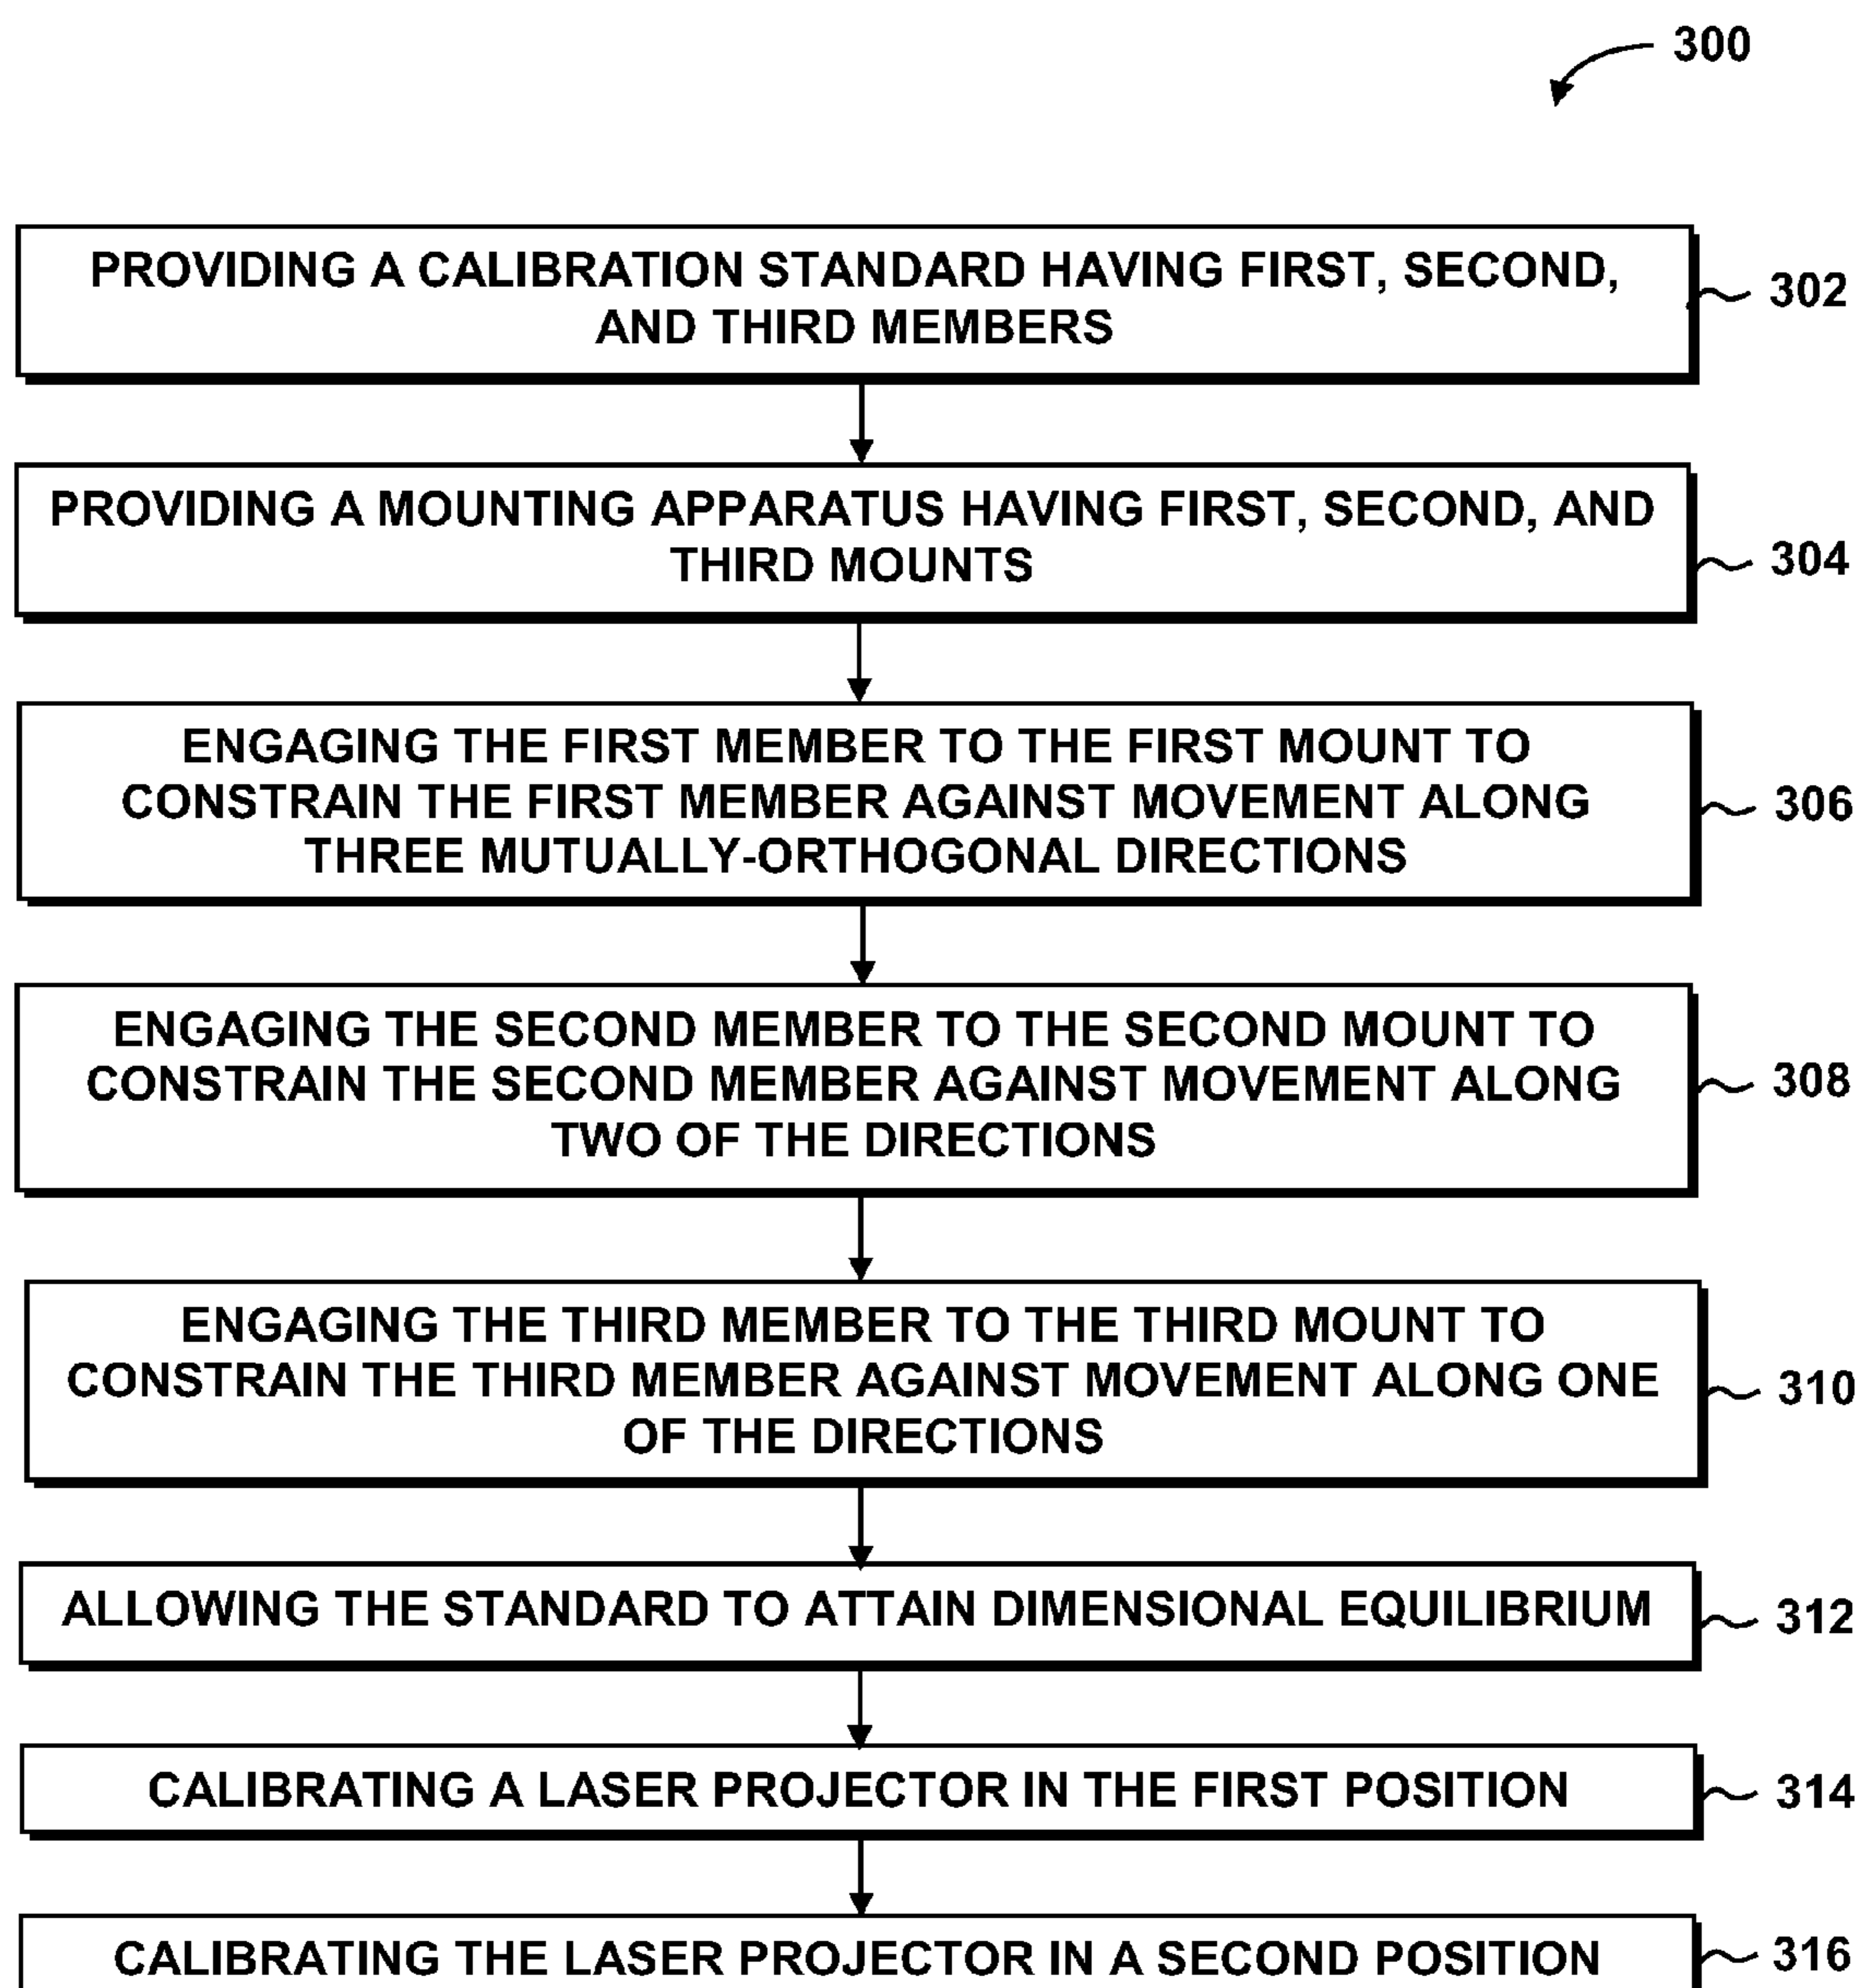 300
PROVIDING A CALIBRATION STANDARD HAVING FIRST, SECOND,
AND THIRD MEMBERS
302
PROVIDING A MOUNTING APPARATUS HAVING FIRST, SECOND, AND
THIRD MOUNTS
304
ENGAGING THE FIRST MEMBER TO THE FIRST MOUNT TO
CONSTRAIN THE FIRST MEMBER AGAINST MOVEMENT ALONG
THREE MUTUALLY-ORTHOGONAL DIRECTIONS
306
ENGAGING THE SECOND MEMBER TO THE SECOND MOUNT TO
CONSTRAIN THE SECOND MEMBER AGAINST MOVEMENT ALONG
TWO OF THE DIRECTIONS
308
ENGAGING THE THIRD MEMBER TO THE THIRD MOUNT TO
CONSTRAIN THE THIRD MEMBER AGAINST MOVEMENT ALONG ONE
OF THE DIRECTIONS
310
ALLOWING THE STANDARD TO ATTAIN DIMENSIONAL EQUILIBRIUM
312
CALIBRATING A LASER PROJECTOR IN THE FIRST POSITION
314
CALIBRATING THE LASER PROJECTOR IN A SECOND POSITION
316